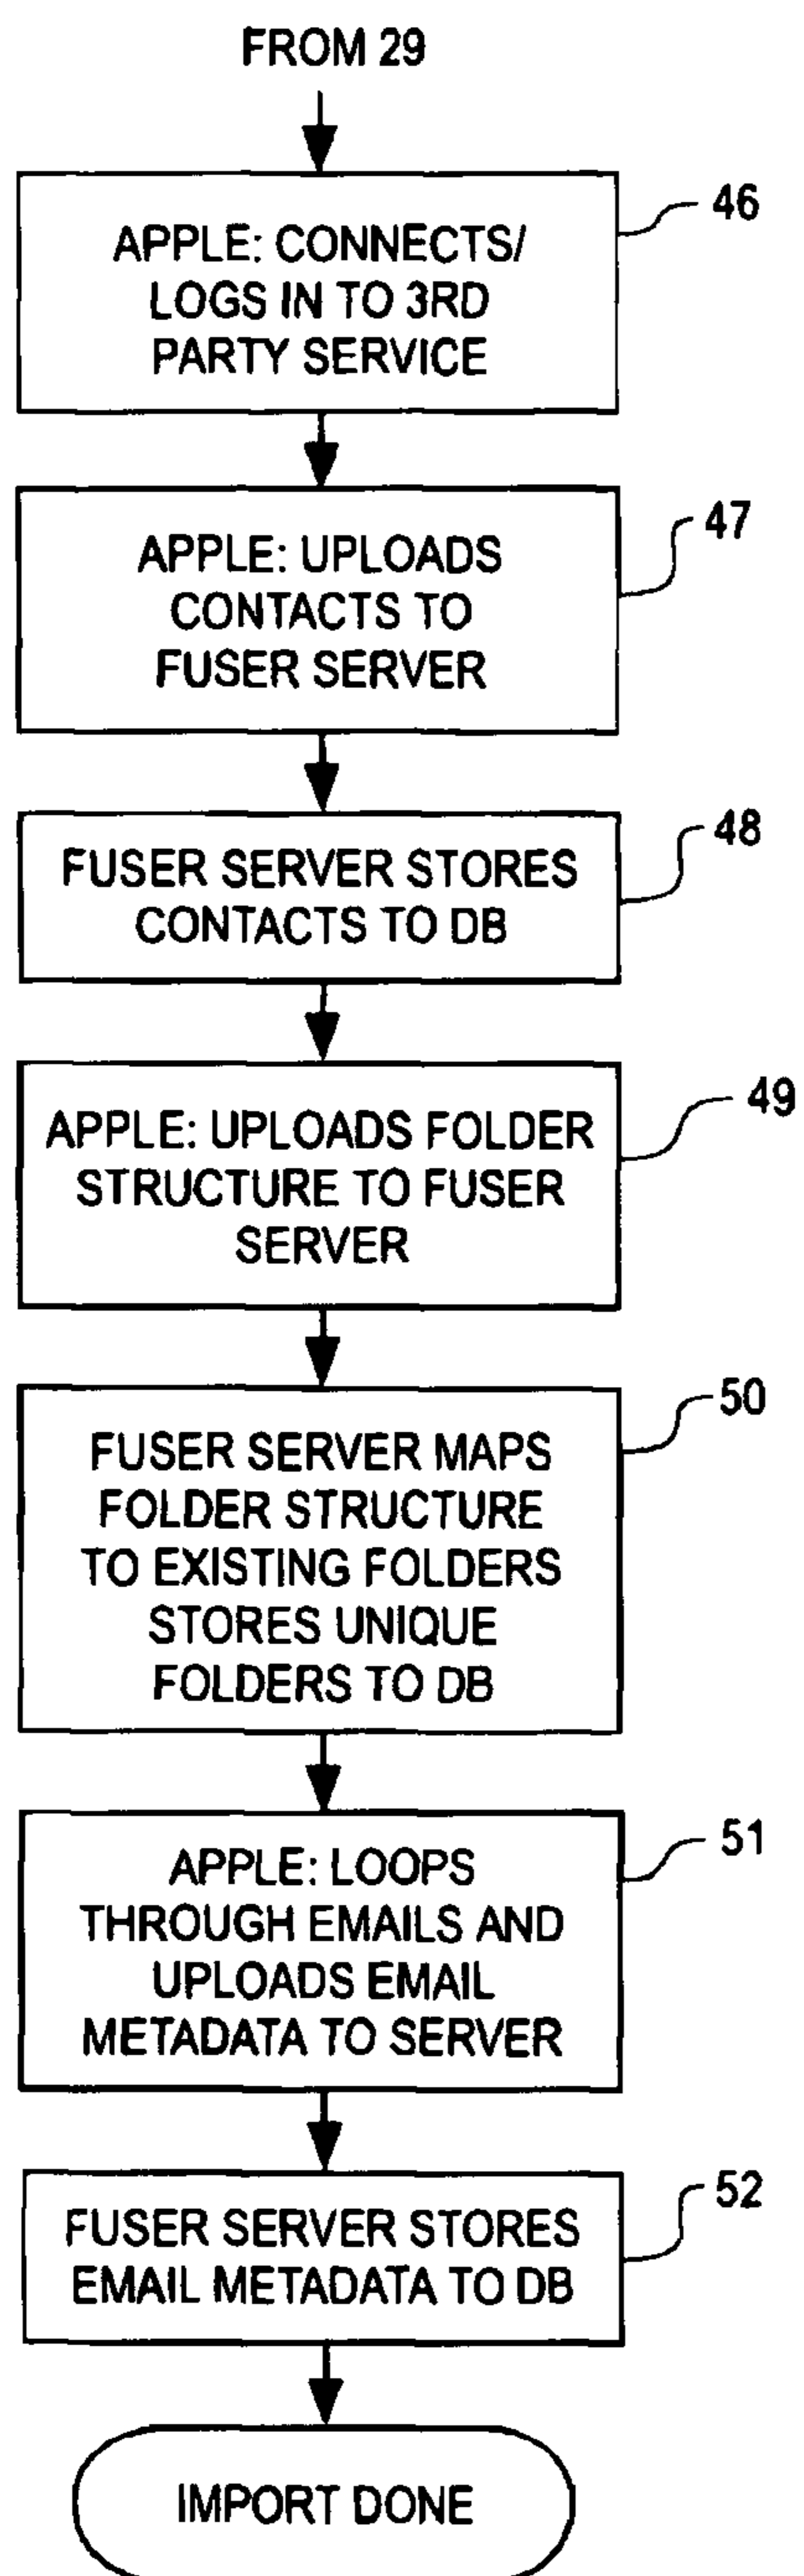 FROM 29
46
APPLE: CONNECTS/
LOGS IN TO 3RD
PARTY SERVICE
47
APPLE: UPLOADS
CONTACTS TO
FUSER SERVER
48
FUSER SERVER STORES
CONTACTS TO DB
49
APPLE: UPLOADS FOLDER
STRUCTURE TO FUSER
SERVER
50
FUSER SERVER MAPS
FOLDER STRUCTURE
TO EXISTING FOLDERS
STORES UNIQUE
FOLDERS TO DB
51
APPLE: LOOPS
THROUGH EMAILS AND
UPLOADS EMAIL
METADATA TO SERVER
52
FUSER SERVER STORES
EMAIL METADATA TO DB
IMPORT DONE